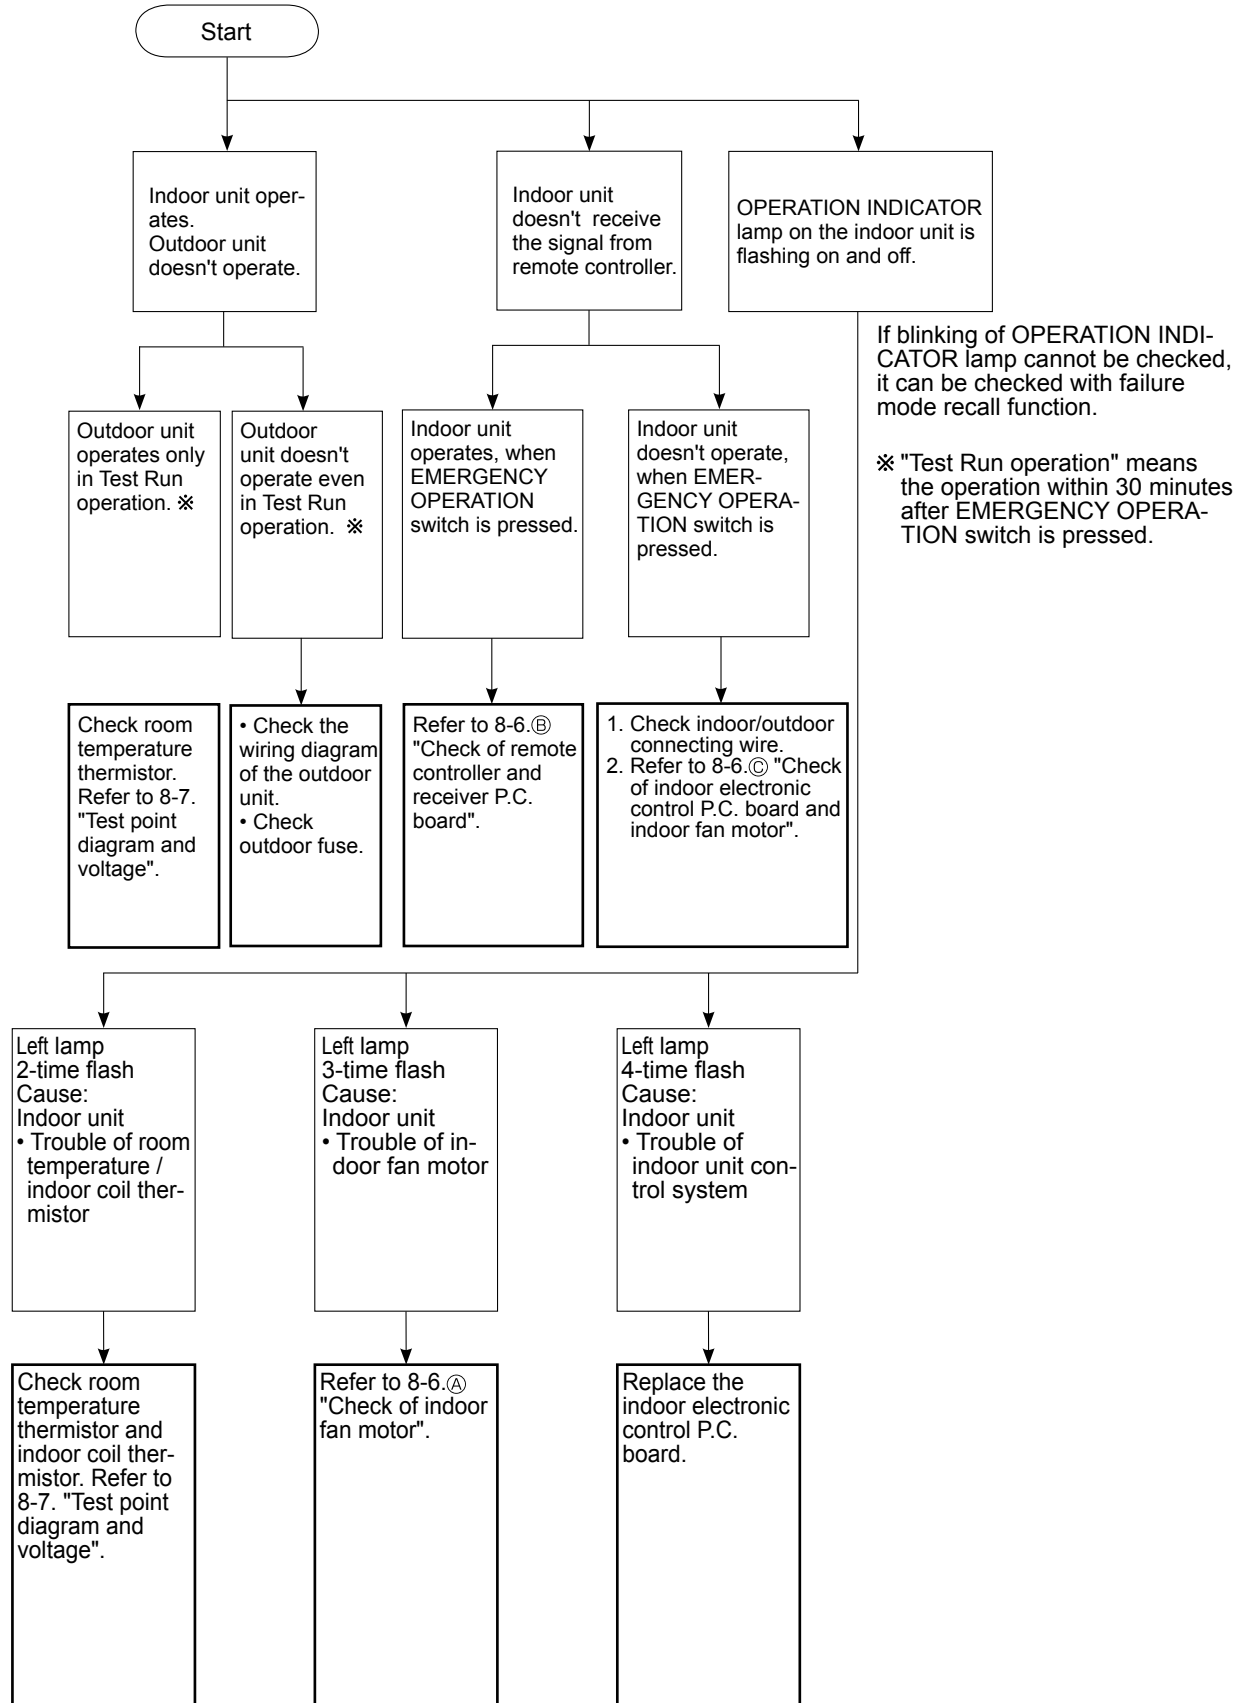 Start
Indoor unit oper-
ates.
Outdoor unit
doesn't operate.
Indoor unit
doesn't receive
the signal from
remote controller.
OPERATION INDICATOR
lamp on the indoor unit is
flashing on and off.
If blinking of OPERATION INDI-
CATOR lamp cannot be checked,
it can be checked with failure
mode recall function.
※ "Test Run operation" means
the operation within 30 minutes
after EMERGENCY OPERA-
TION switch is pressed.
Outdoor unit
operates only
in Test Run
operation. ※
Outdoor
unit doesn't
operate even
in Test Run
operation. ※
Indoor unit
operates, when
EMERGENCY
OPERATION
switch is pressed.
Indoor unit
doesn't operate,
when EMER-
GENCY OPERA-
TION switch is
pressed.
Check room
temperature
thermistor.
Refer to 8-7.
"Test point
diagram and
voltage".
• Check the
wiring diagram
of the outdoor
unit.
• Check
outdoor fuse.
Refer to 8-6.Ⓑ
"Check of remote
controller and
receiver P.C.
board".
1. Check indoor/outdoor
connecting wire.
2. Refer to 8-6.Ⓒ "Check
of indoor electronic
control P.C. board and
indoor fan motor".
Left lamp
2-time flash
Cause:
Indoor unit
• Trouble of room
temperature /
indoor coil ther-
mistor
Left lamp
3-time flash
Cause:
Indoor unit
• Trouble of in-
door fan motor
Left lamp
4-time flash
Cause:
Indoor unit
• Trouble of
indoor unit con-
trol system
Check room
temperature
thermistor and
indoor coil ther-
mistor. Refer to
8-7. "Test point
diagram and
voltage".
Refer to 8-6.Ⓐ
"Check of indoor
fan motor".
Replace the
indoor electronic
control P.C.
board.